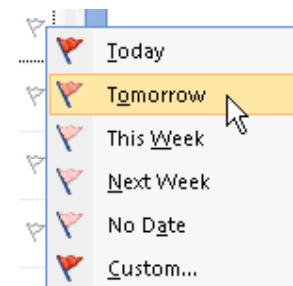 Today
Tomorrow
This Week
Next Week
No Date
Custom...